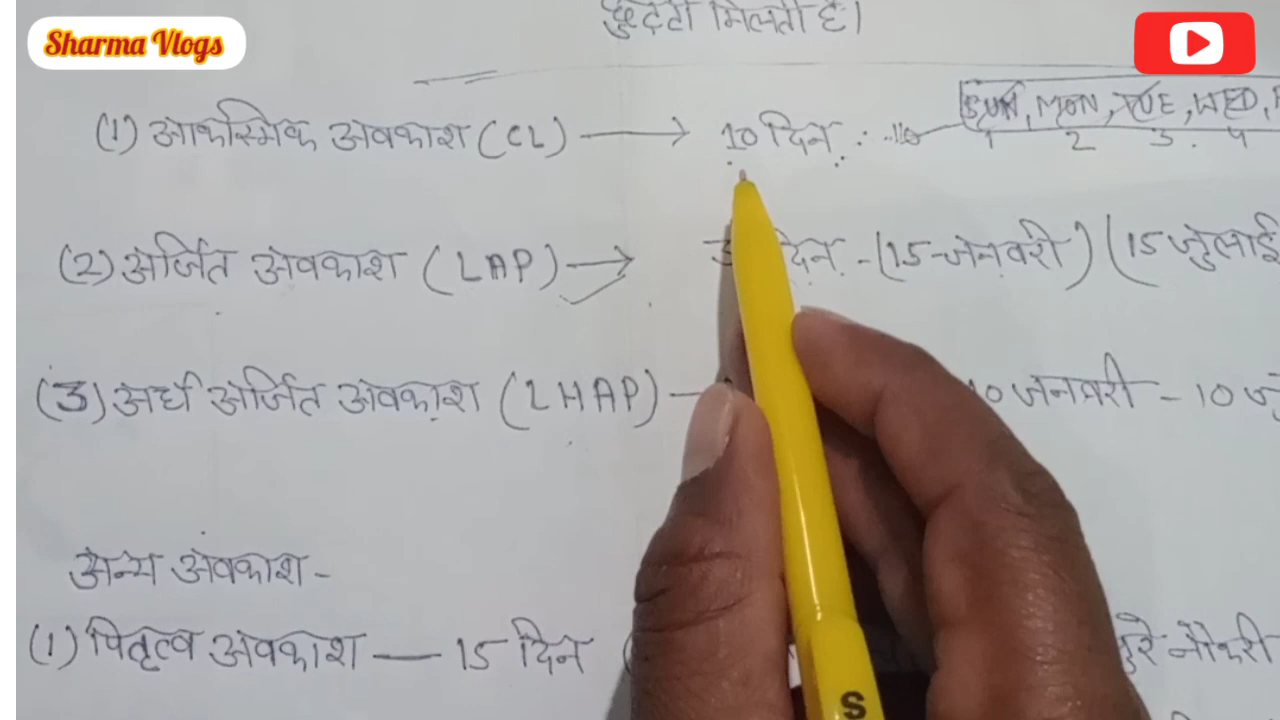 Sharma Vlogs
छुट्टी मिलती है।
SUN, MON, TUE, WED,
(1) आकस्मिक अवकाश (CL) → 10 दिन
1 2 3. 4
(2) अर्जित अवकाश (LAP) → दिन - (15-जनवरी) (15 जुलाई
(3) अर्ध अर्जित अवकाश (LHAP) - 10 जनवरी - 10
अन्य अवकाश -
(1) पितृत्व अवकाश — 15 दिन ( नौकरी
S